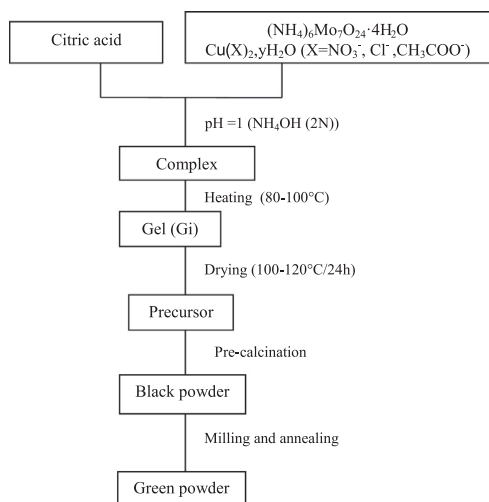 Citric acid
(NH4)6Mo7O24·4H2O
Cu(X)2,yH2O (X=NO3-, Cl-,CH3COO-)
pH =1 (NH4OH (2N))
Complex
Heating (80-100°C)
Gel (Gi)
Drying (100-120°C/24h)
Precursor
Pre-calcination
Black powder
Milling and annealing
Green powder